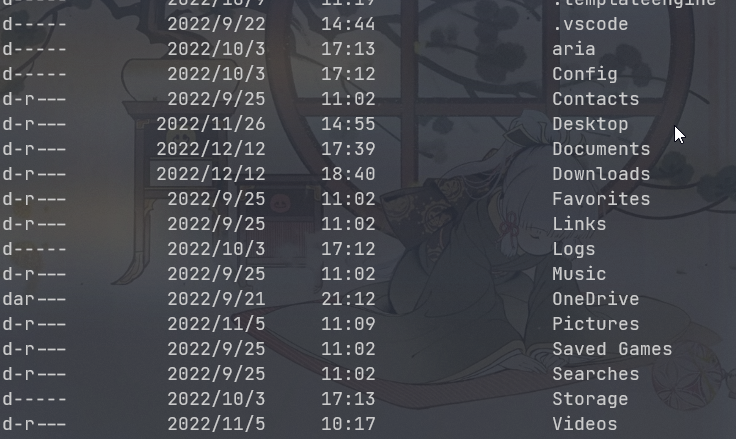 d----- 2022/10/9 11:19 .templateengine
d----- 2022/9/22 14:44 .vscode
d----- 2022/10/3 17:13 aria
d----- 2022/10/3 17:12 Config
d-r--- 2022/9/25 11:02 Contacts
d-r--- 2022/11/26 14:55 Desktop
d-r--- 2022/12/12 17:39 Documents
d-r--- 2022/12/12 18:40 Downloads
d-r--- 2022/9/25 11:02 Favorites
d-r--- 2022/9/25 11:02 Links
d----- 2022/10/3 17:12 Logs
d-r--- 2022/9/25 11:02 Music
dar--- 2022/9/21 21:12 OneDrive
d-r--- 2022/11/5 11:09 Pictures
d-r--- 2022/9/25 11:02 Saved Games
d-r--- 2022/9/25 11:02 Searches
d----- 2022/10/3 17:13 Storage
d-r--- 2022/11/5 10:17 Videos